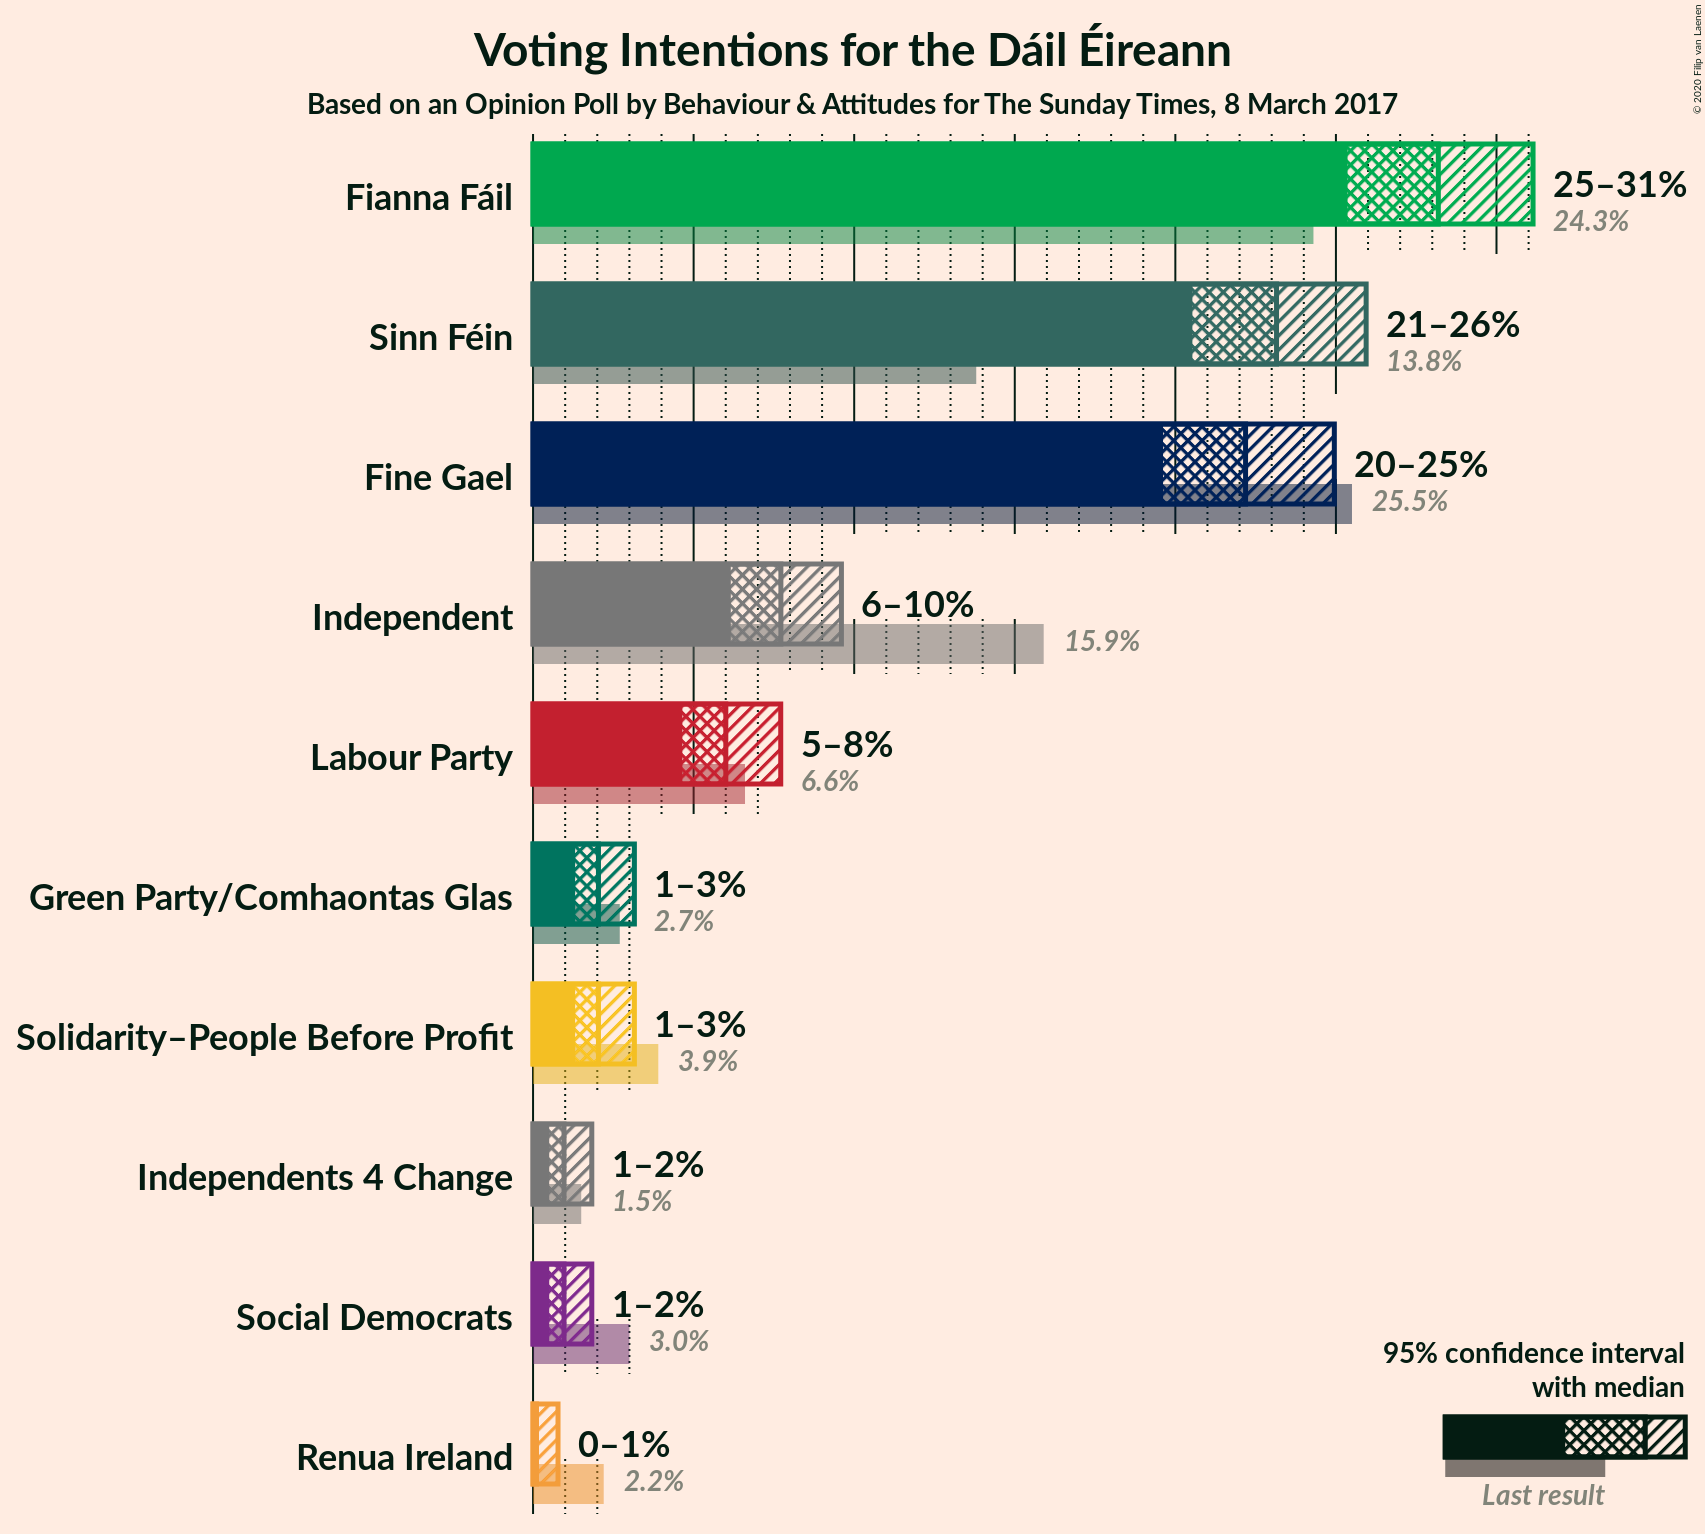 Voting Intentions for the Dáil Éireann
Based on an Opinion Poll by Behaviour & Attitudes for The Sunday Times, 8 March 2017
© 2020 Filip van Laenen
Fianna Fáil
25–31%
24.3%
Sinn Féin
21–26%
13.8%
Fine Gael
20–25%
25.5%
Independent
6–10%
15.9%
Labour Party
5–8%
6.6%
Green Party/Comhaontas Glas
1–3%
2.7%
Solidarity–People Before Profit
1–3%
3.9%
Independents 4 Change
1–2%
1.5%
Social Democrats
1–2%
3.0%
Renua Ireland
0–1%
2.2%
95% confidence interval
with median
Last result